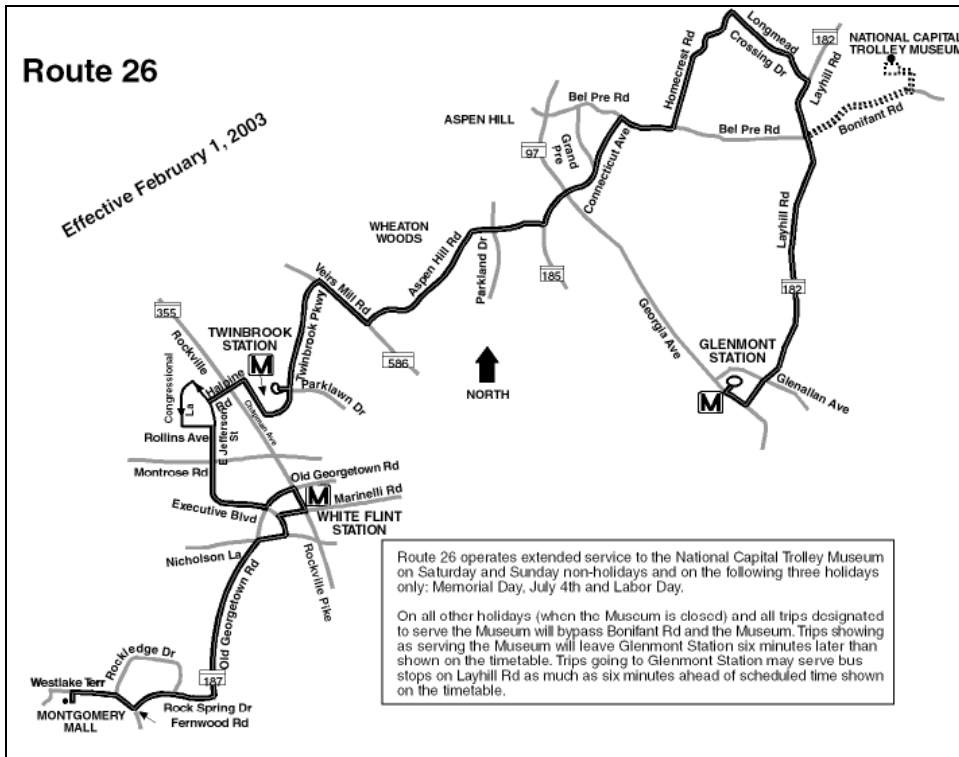 Route 26
Effective February 1, 2003
NATIONAL CAPITAL
TROLLEY MUSEUM
Longmead
Crossing Dr
182
Layhill Rd
Homecrest Rd
Bonifant Rd
Bel Pre Rd
Bel Pre Rd
ASPEN HILL
97
Grand
Pre
Connecticut Ave
Layhill Rd
WHEATON
WOODS
Aspen Hill Rd
Parkland Dr
185
182
Veirs Mill Rd
Georgia Ave
355
Rockville
TWINBROOK
STATION
M
Twinbrook Pkwy
586
GLENMONT
STATION
M
Glenallan Ave
NORTH
Parklawn Dr
Halpine
Rd
Congressional
La
Chapman Ave
E Jefferson
St
Rollins Ave
Montrose Rd
Old Georgetown Rd
M
Marinelli Rd
Executive Blvd
WHITE FLINT
STATION
Nicholson La
Rockville Pike
Old Georgetown Rd
Route 26 operates extended service to the National Capital Trolley Museum
on Saturday and Sunday non-holidays and on the following three holidays
only: Memorial Day, July 4th and Labor Day.
On all other holidays (when the Museum is closed) and all trips designated
to serve the Museum will bypass Bonifant Rd and the Museum. Trips showing
as serving the Museum will leave Glenmont Station six minutes later than
shown on the timetable. Trips going to Glenmont Station may serve bus
stops on Layhill Rd as much as six minutes ahead of scheduled time shown
on the timetable.
Rockledge Dr
187
Westlake Terr
MONTGOMERY
MALL
Rock Spring Dr
Fernwood Rd